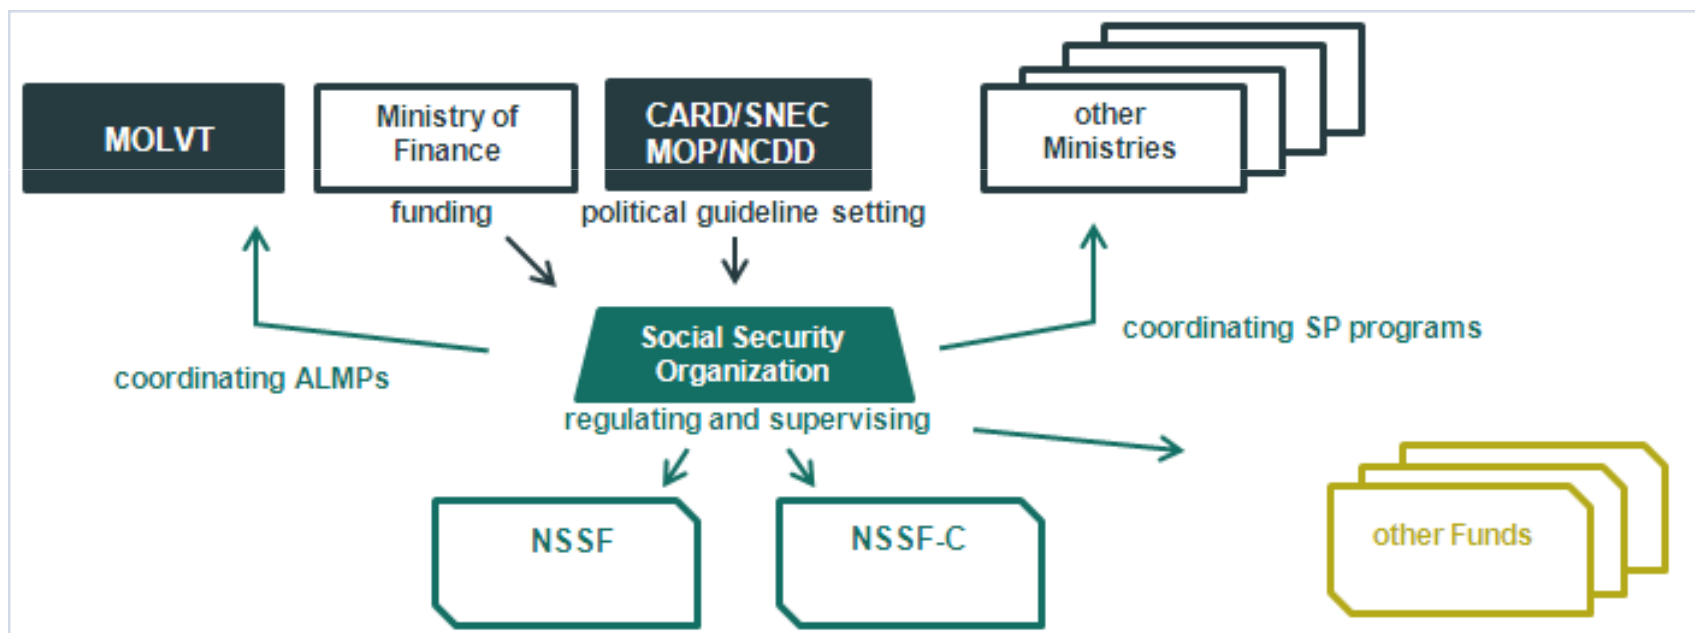 MOLVT
Ministry of
Finance
CARD/SNEC
MOP/NCDD
other
Ministries
funding
political guideline setting
coordinating ALMPs
Social Security
Organization
coordinating SP programs
regulating and supervising
NSSF
NSSF-C
other Funds